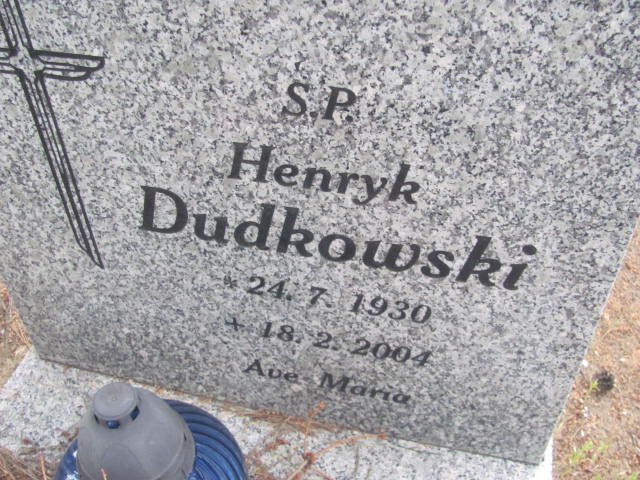 S.P.
Henryk
Dudkowski
* 24. 7. 1930
+ 18. 2. 2004
Ave Maria